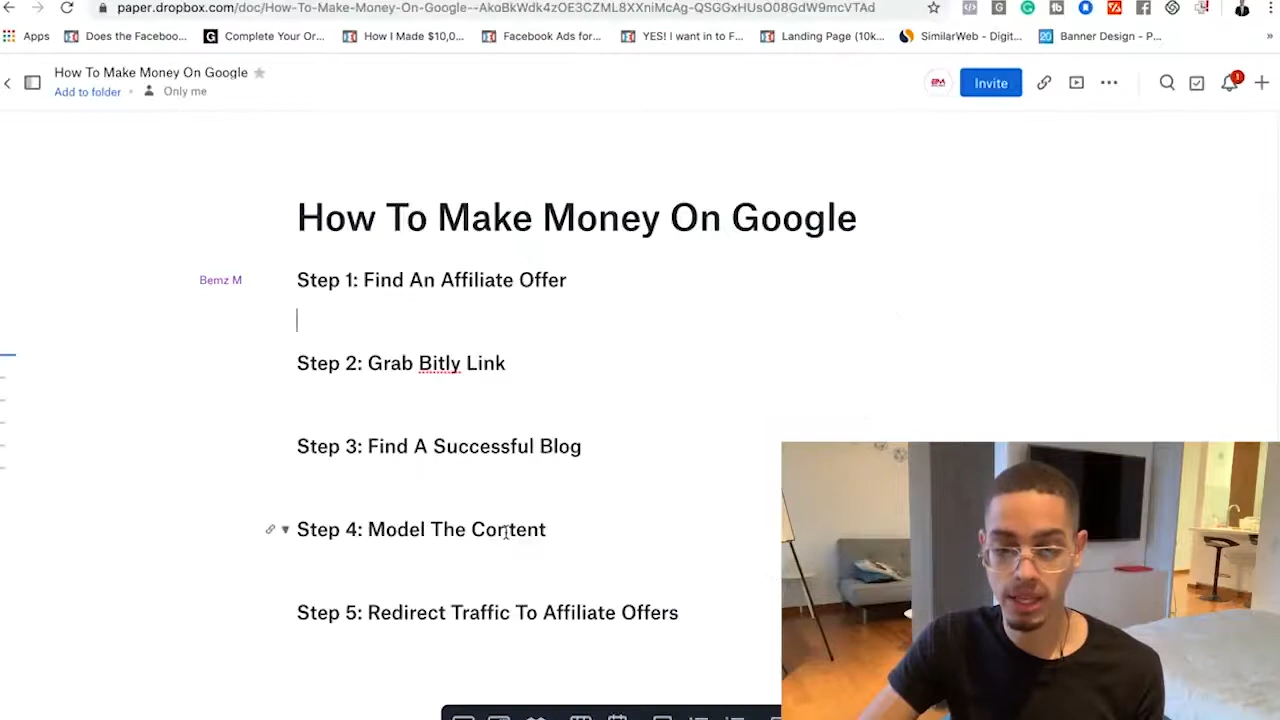 paper.dropbox.com/doc/How-To-Make-Money-On-Google--AkoBkWdk4zOE3CZML8XXniMcAg-QSGGxHUsO08GdW9mcVTAd
Apps Does the Faceboo... Complete Your Or... How I Made $10,0... Facebook Ads for... YES! I want in to F... Landing Page (10k... SimilarWeb - Digit... Banner Design - P... »
How To Make Money On Google
Add to folder • Only me
Invite
1
How To Make Money On Google
Bemz M
Step 1: Find An Affiliate Offer
Step 2: Grab Bitly Link
Step 3: Find A Successful Blog
Step 4: Model The Content
Step 5: Redirect Traffic To Affiliate Offers